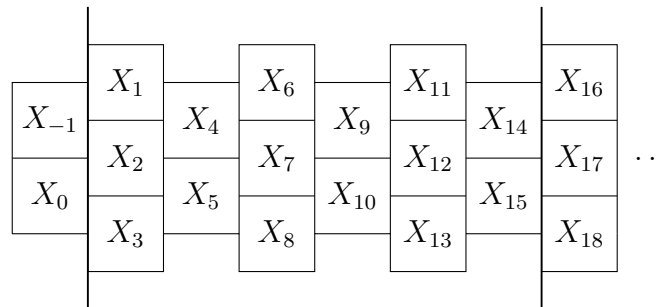 X₁ X₆ X₁₁ X₁₆
X₋₁ X₄ X₉ X₁₄
X₂ X₇ X₁₂ X₁₇ ··
X₀ X₅ X₁₀ X₁₅
X₃ X₈ X₁₃ X₁₈